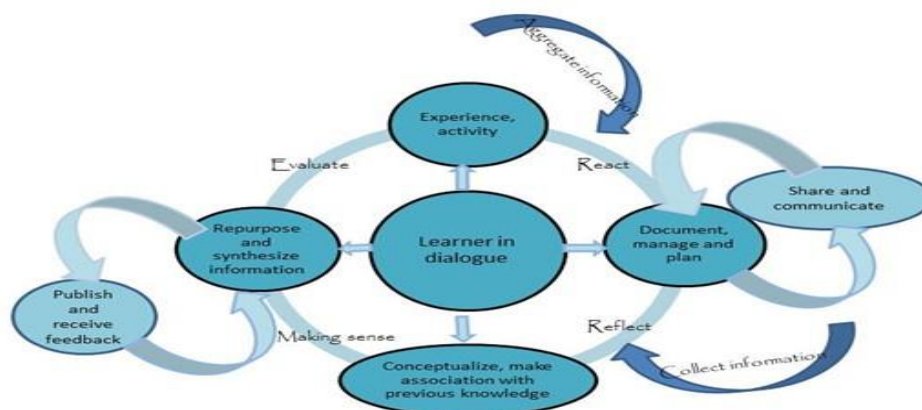 Aggregate information
Experience,
activity
Evaluate
React
Share and
communicate
Repurpose
and
synthesize
information
Learner in
dialogue
Document,
manage and
plan
Publish
and
receive
feedback
Making sense
Reflect
Collect information
Conceptualize, make
association with
previous knowledge